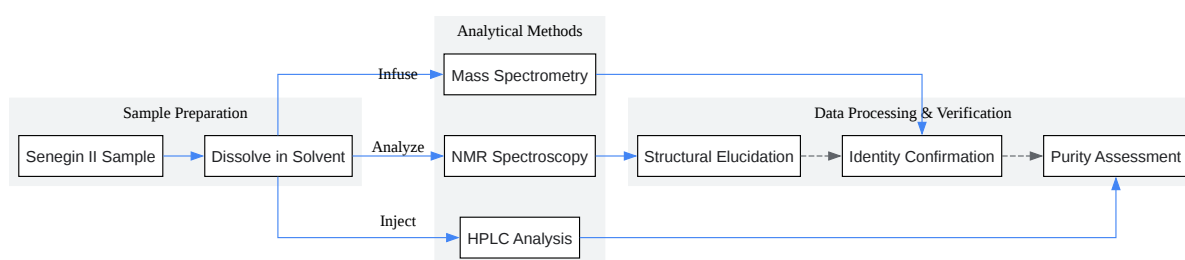 Analytical Methods
Infuse
Mass Spectrometry
Sample Preparation
Data Processing & Verification
Senegin II Sample
Dissolve in Solvent
Analyze
NMR Spectroscopy
Structural Elucidation
Identity Confirmation
Purity Assessment
Inject
HPLC Analysis